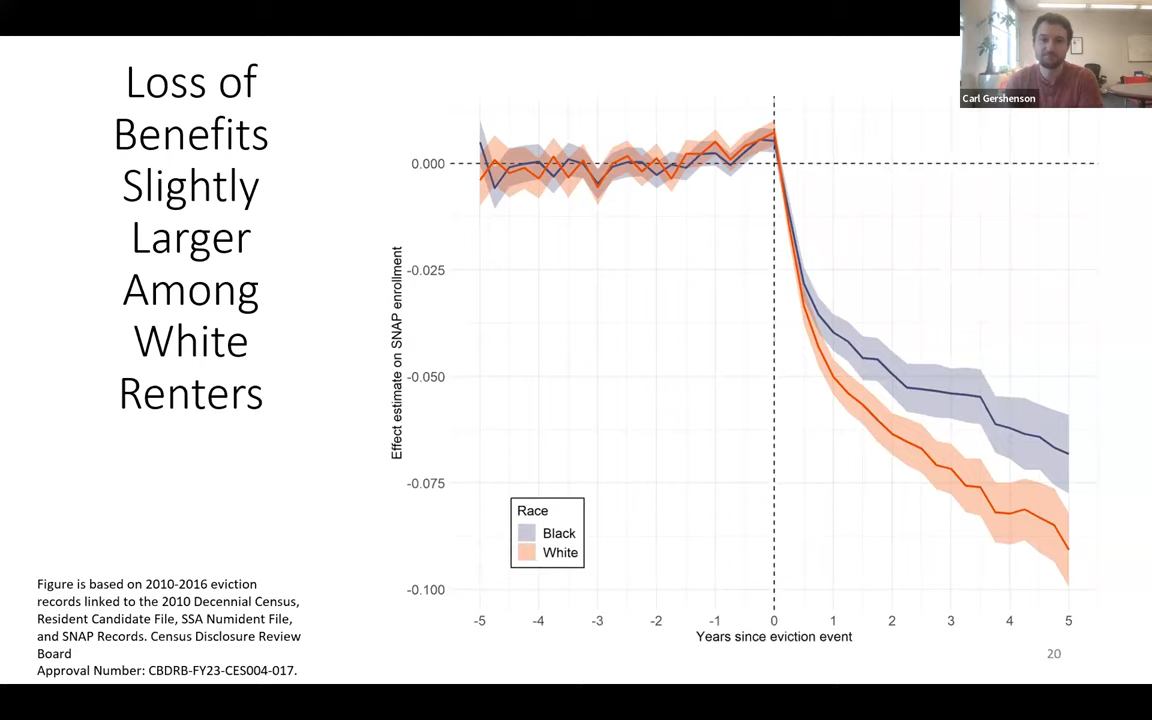 Loss of
Benefits
Slightly
Larger
Among
White
Renters
Figure is based on 2010-2016 eviction
records linked to the 2010 Decennial Census,
Resident Candidate File, SSA Numident File,
and SNAP Records. Census Disclosure Review
Board
Approval Number: CBDRB-FY23-CES004-017.
Effect estimate on SNAP enrollment
0.000
-0.025
-0.050
-0.075
-0.100
Race
Black
White
-5 -4 -3 -2 -1 0 1 2 3 4 5
Years since eviction event
20
Carl Gershenson